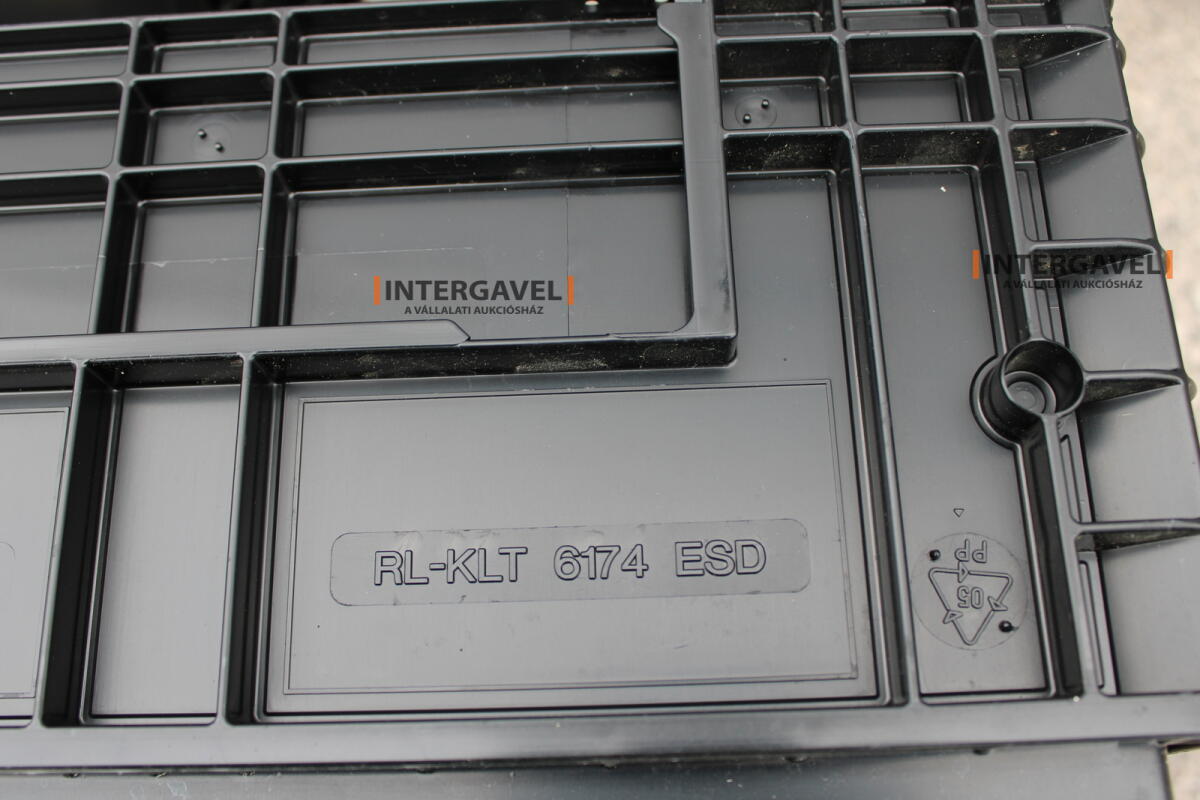 INTERGAVEL
A VÁLLALATI AUKCIÓSHÁZ
INTERGAVEL
A VÁLLALATI AUKCIÓSHÁZ
RL-KLT 6174 ESD
PP
05